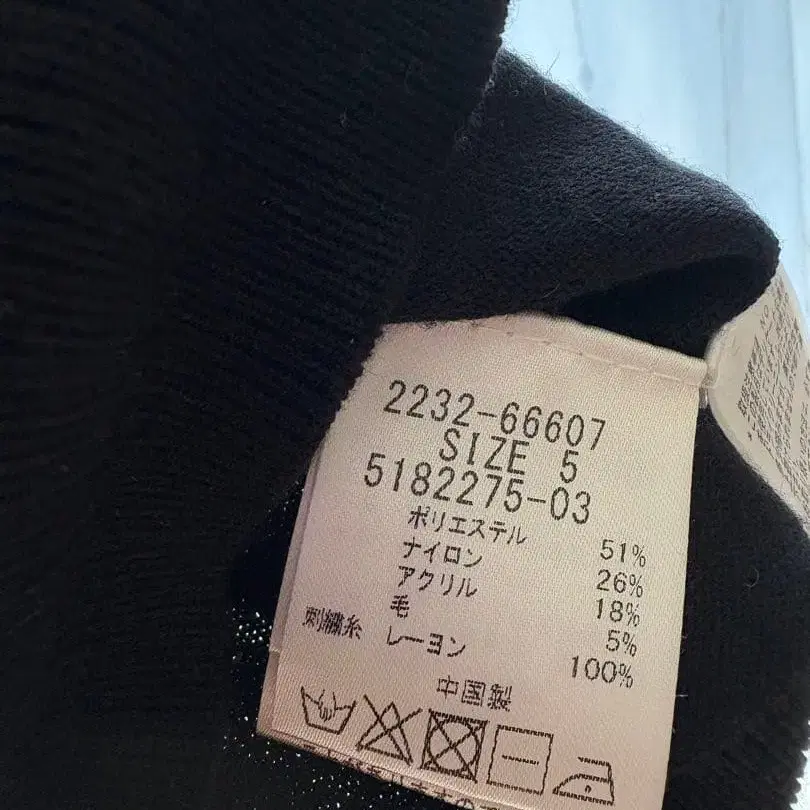 2232-66607
SIZE 5
5182275-03
ポリエステル 51%
ナイロン 26%
アクリル 18%
毛 5%
刺繍糸 レーヨン 100%
中国製